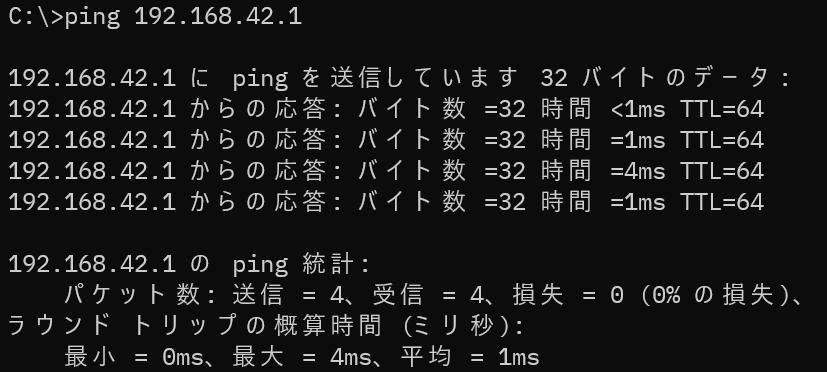 C:\>ping 192.168.42.1
192.168.42.1 に ping を送信しています 32 バイトのデータ:
192.168.42.1 からの応答: バイト数 =32 時間 <1ms TTL=64
192.168.42.1 からの応答: バイト数 =32 時間 =1ms TTL=64
192.168.42.1 からの応答: バイト数 =32 時間 =4ms TTL=64
192.168.42.1 からの応答: バイト数 =32 時間 =1ms TTL=64
192.168.42.1 の ping 統計:
パケット数: 送信 = 4、受信 = 4、損失 = 0 (0% の損失)、
ラウンド トリップの概算時間 (ミリ秒):
最小 = 0ms、最大 = 4ms、平均 = 1ms